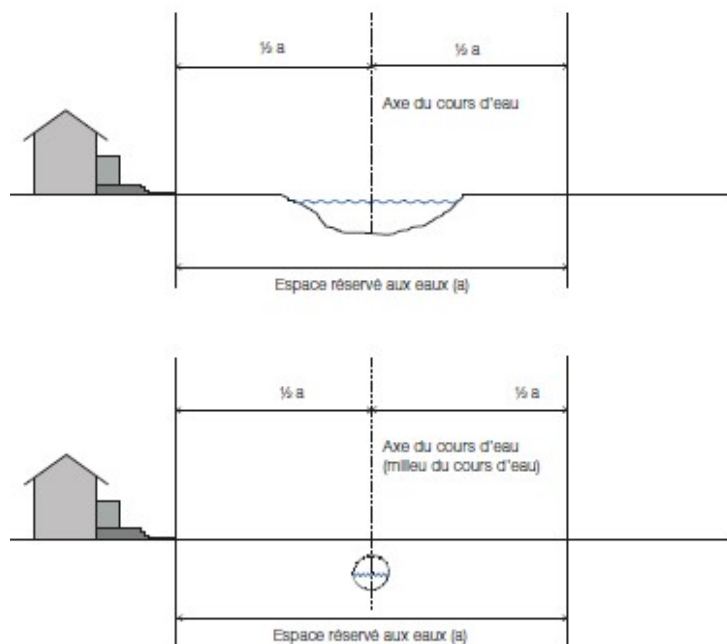 ½ a
½ a
Axe du cours d'eau
Espace réservé aux eaux (a)
½ a
½ a
Axe du cours d'eau
(milieu du cours d'eau)
Espace réservé aux eaux (a)